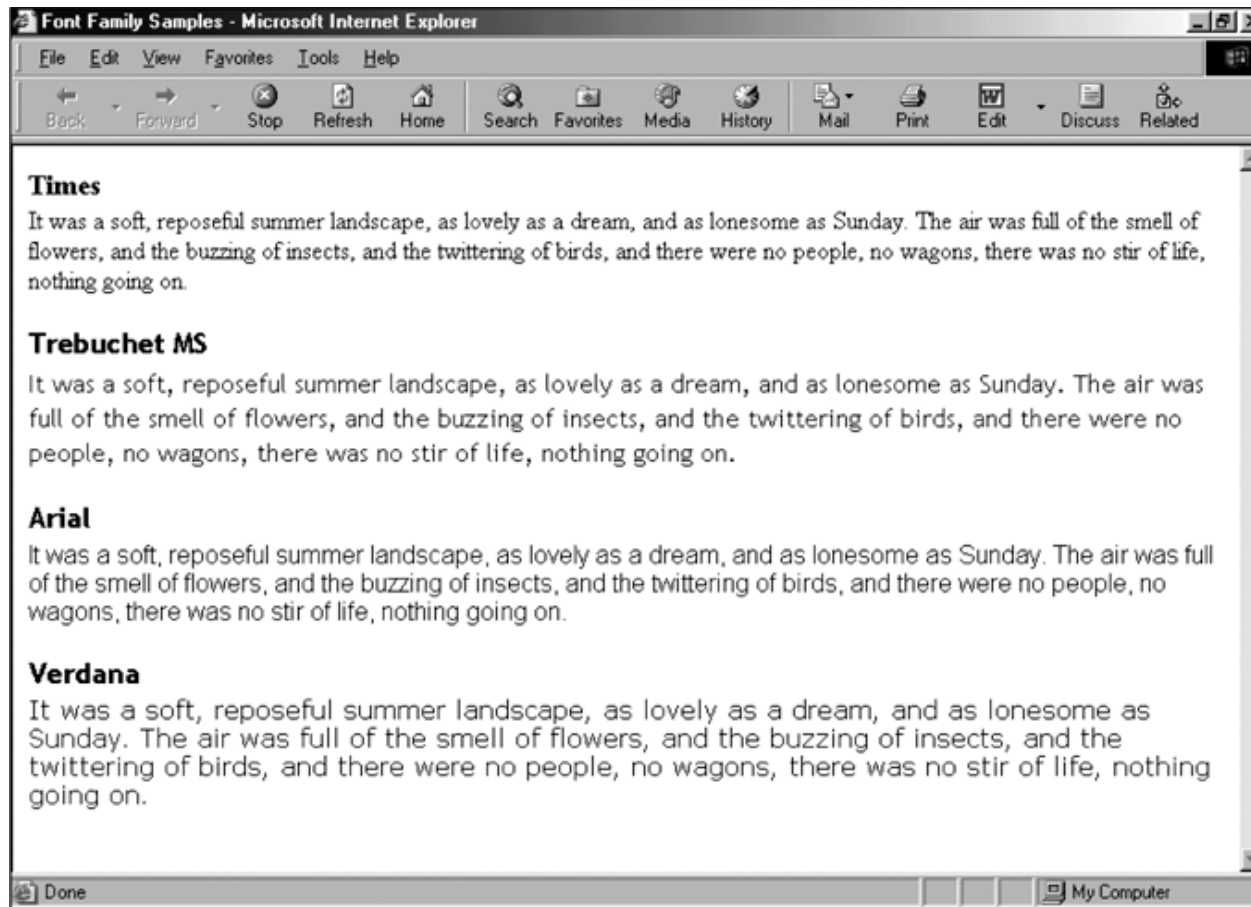 Font Family Samples - Microsoft Internet Explorer
File Edit View Favorites Tools Help
Back Forward Stop Refresh Home Search Favorites Media History Mail Print Edit Discuss Related
Times
It was a soft, reposeful summer landscape, as lovely as a dream, and as lonesome as Sunday. The air was full of the smell of
flowers, and the buzzing of insects, and the twittering of birds, and there were no people, no wagons, there was no stir of life,
nothing going on.
Trebuchet MS
It was a soft, reposeful summer landscape, as lovely as a dream, and as lonesome as Sunday. The air was
full of the smell of flowers, and the buzzing of insects, and the twittering of birds, and there were no
people, no wagons, there was no stir of life, nothing going on.
Arial
It was a soft, reposeful summer landscape, as lovely as a dream, and as lonesome as Sunday. The air was full
of the smell of flowers, and the buzzing of insects, and the twittering of birds, and there were no people, no
wagons, there was no stir of life, nothing going on.
Verdana
It was a soft, reposeful summer landscape, as lovely as a dream, and as lonesome as
Sunday. The air was full of the smell of flowers, and the buzzing of insects, and the
twittering of birds, and there were no people, no wagons, there was no stir of life, nothing
going on.
Done My Computer